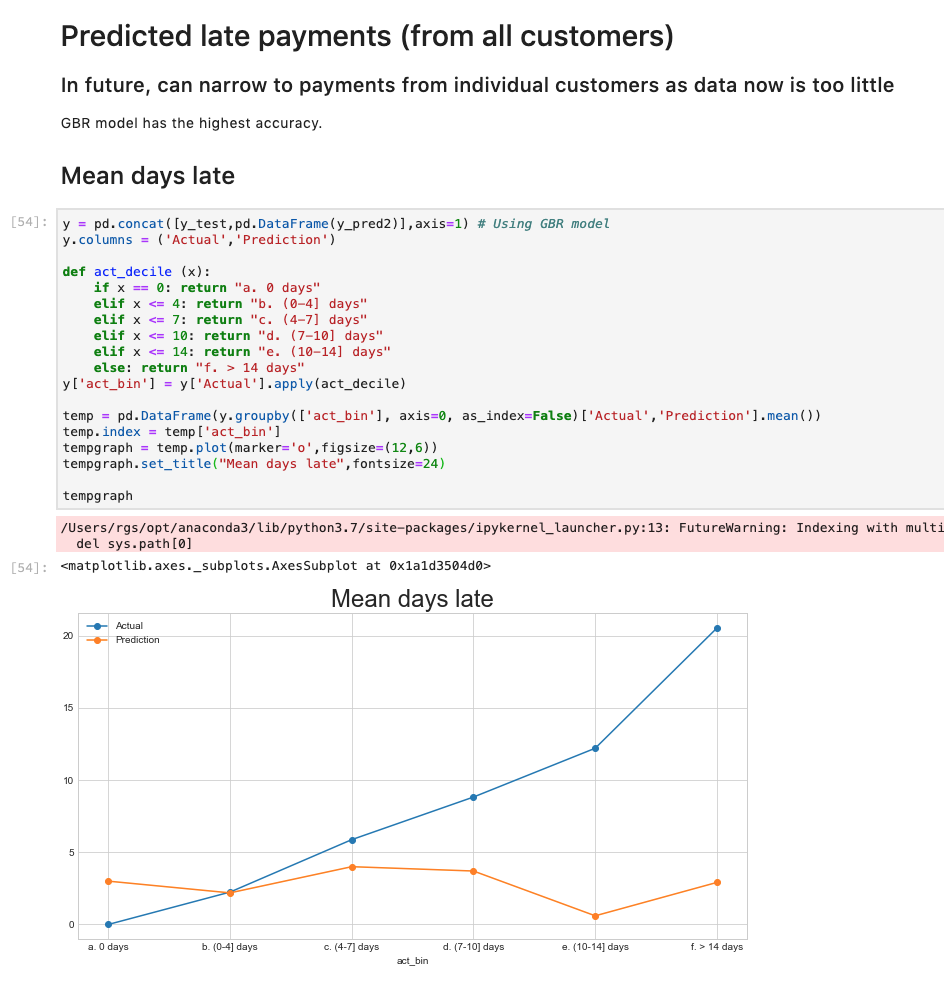 Predicted late payments (from all customers)
In future, can narrow to payments from individual customers as data now is too little
GBR model has the highest accuracy.
Mean days late
[54]:
y = pd.concat([y_test,pd.DataFrame(y_pred2)],axis=1) # Using GBR model
y.columns = ('Actual','Prediction')
def act_decile (x):
    if x == 0: return "a. 0 days"
    elif x <= 4: return "b. (0-4] days"
    elif x <= 7: return "c. (4-7] days"
    elif x <= 10: return "d. (7-10] days"
    elif x <= 14: return "e. (10-14] days"
    else: return "f. > 14 days"
y['act_bin'] = y['Actual'].apply(act_decile)
temp = pd.DataFrame(y.groupby(['act_bin'], axis=0, as_index=False)['Actual','Prediction'].mean())
temp.index = temp['act_bin']
tempgraph = temp.plot(marker='o',figsize=(12,6))
tempgraph.set_title("Mean days late",fontsize=24)
tempgraph
/Users/rgs/opt/anaconda3/lib/python3.7/site-packages/ipykernel_launcher.py:13: FutureWarning: Indexing with multi
  del sys.path[0]
[54]:
<matplotlib.axes._subplots.AxesSubplot at 0x1a1d3504d0>
Mean days late
Actual
Prediction
20
15
10
5
0
a. 0 days
b. (0-4] days
c. (4-7] days
d. (7-10] days
e. (10-14] days
f. > 14 days
act_bin